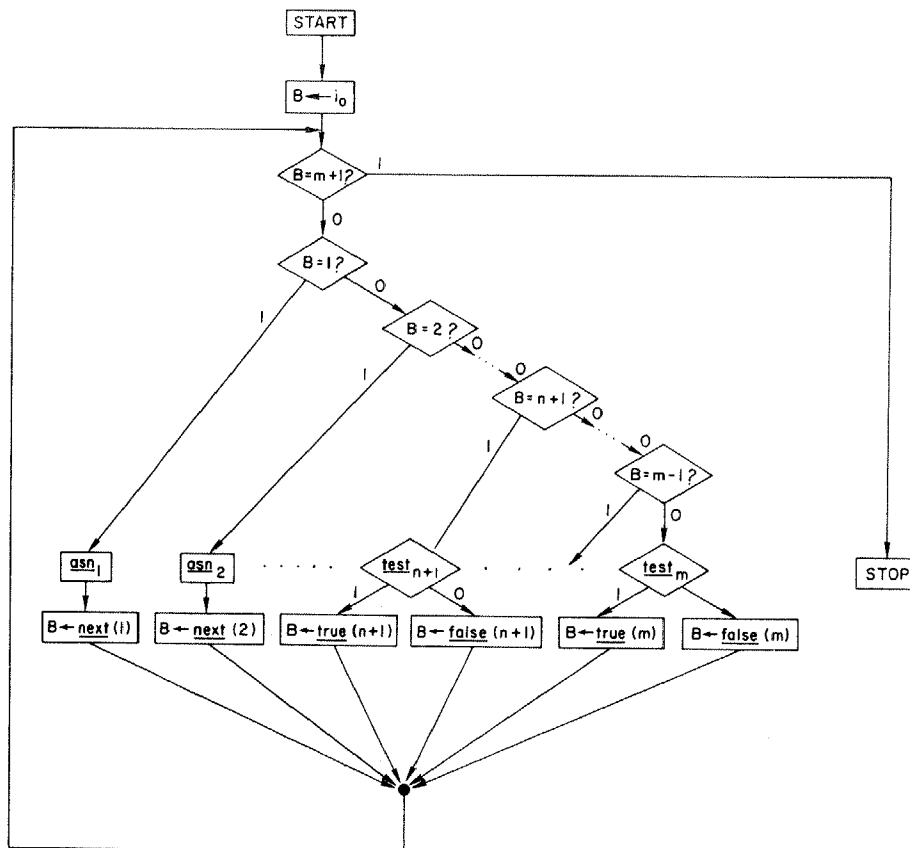 START
B ← i₀
B=m+1?
1
0
B=1?
0
1
B=2?
0
1
0
B=n+1?
0
1
0
B=m-1?
1
0
asn₁
asn₂
testₙ₊₁
testₘ
STOP
1
0
1
B ← next (1)
B ← next (2)
B ← true (n+1)
B ← false (n+1)
B ← true (m)
B ← false (m)